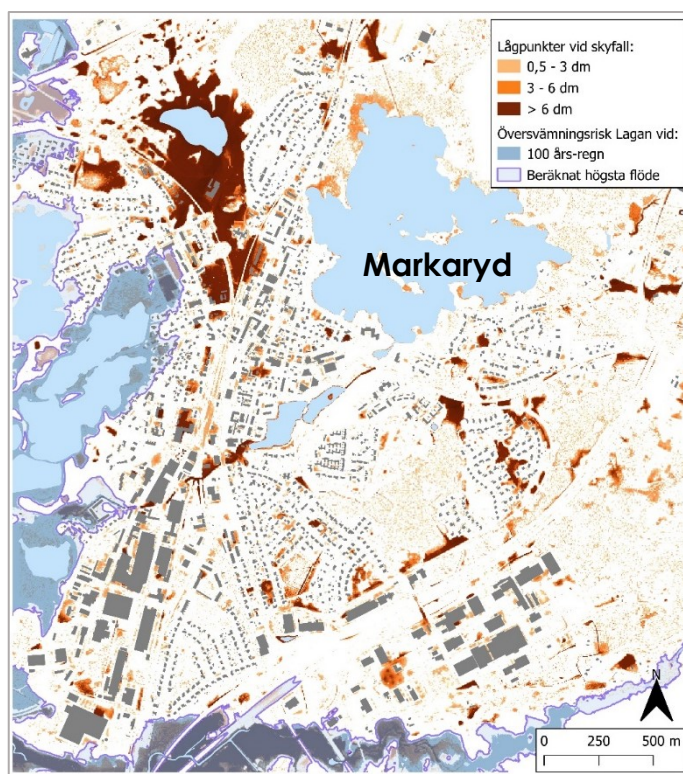 Lågpunkter vid skyfall:
0,5 - 3 dm
3 - 6 dm
> 6 dm
Översvämningsrisk Lagan vid:
100 års-regn
Beräknat högsta flöde
Markaryd
N
0 250 500 m